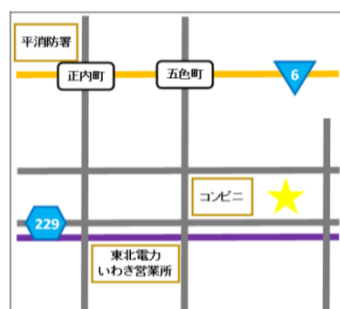 平消防署
正内町
五色町
6
コンビニ
229
東北電力
いわき営業所